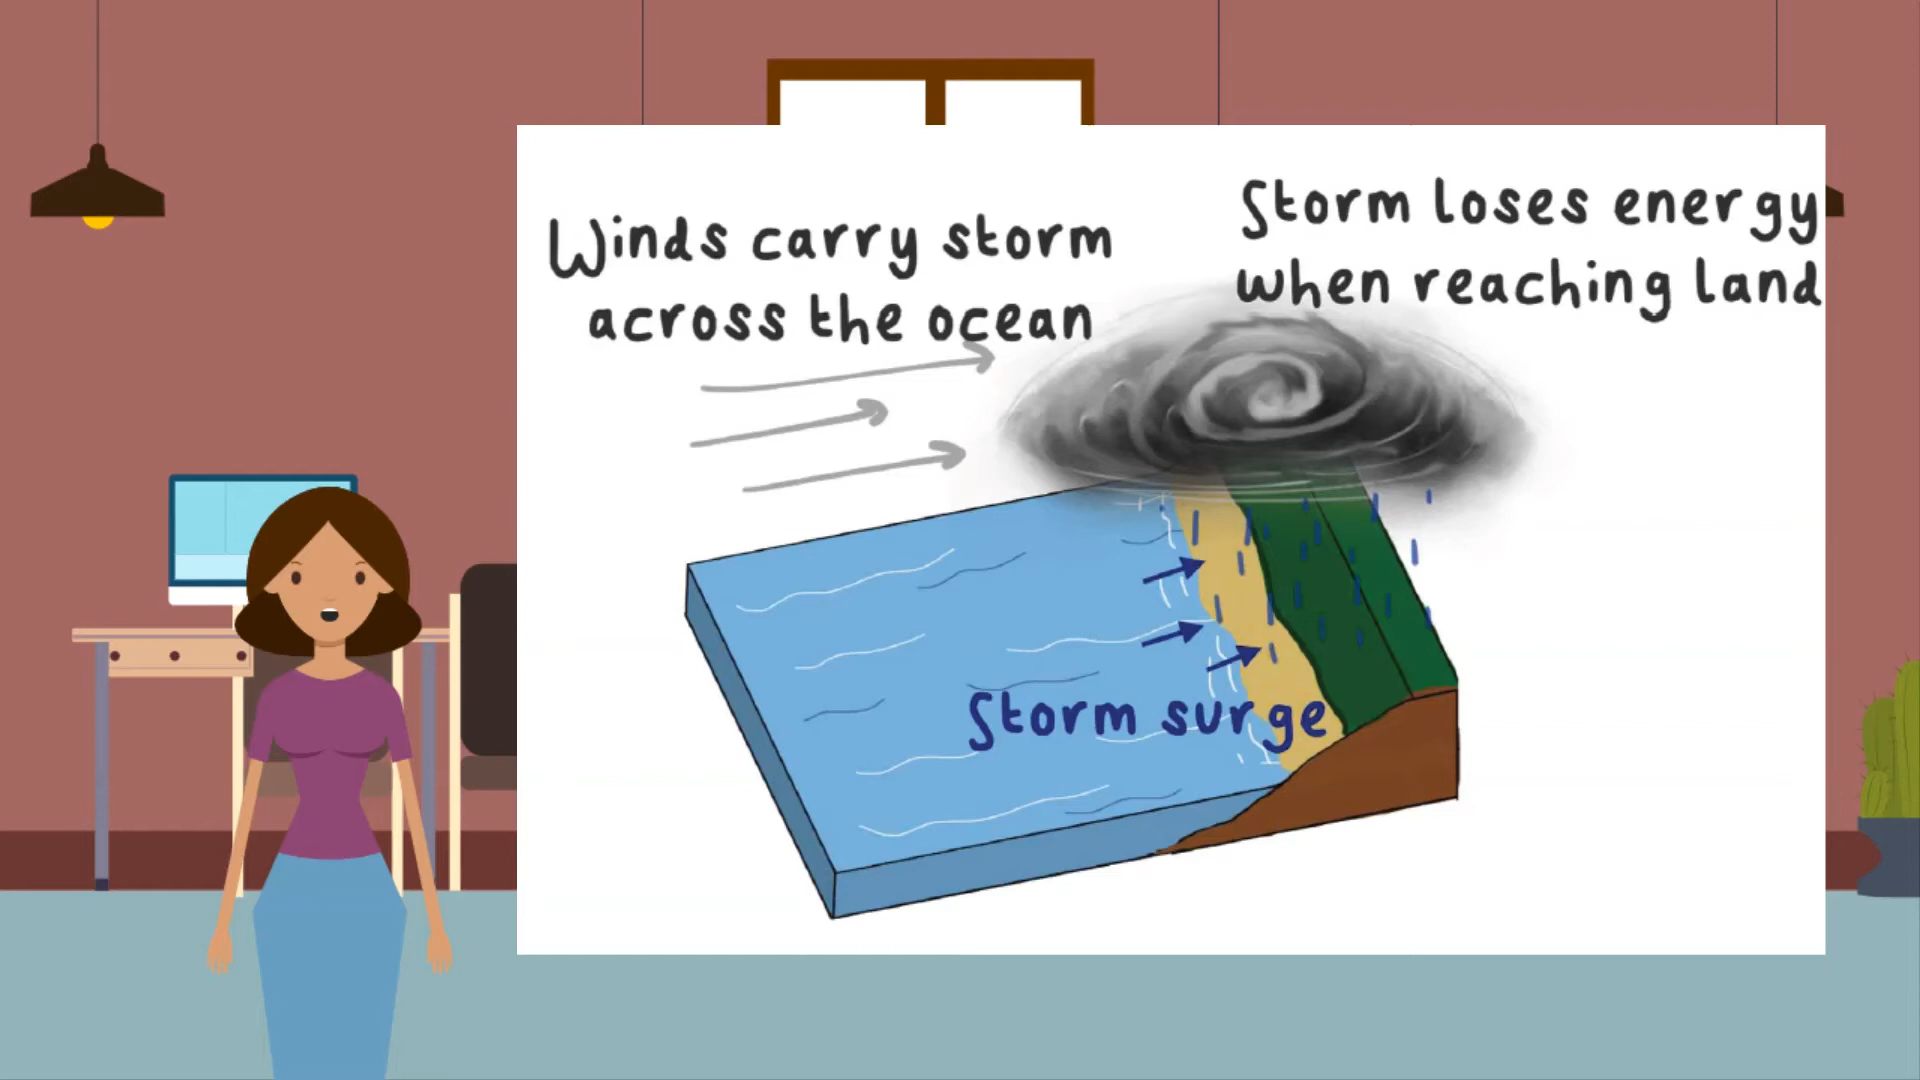 Winds carry storm
across the ocean
Storm loses energy
when reaching land
Storm surge